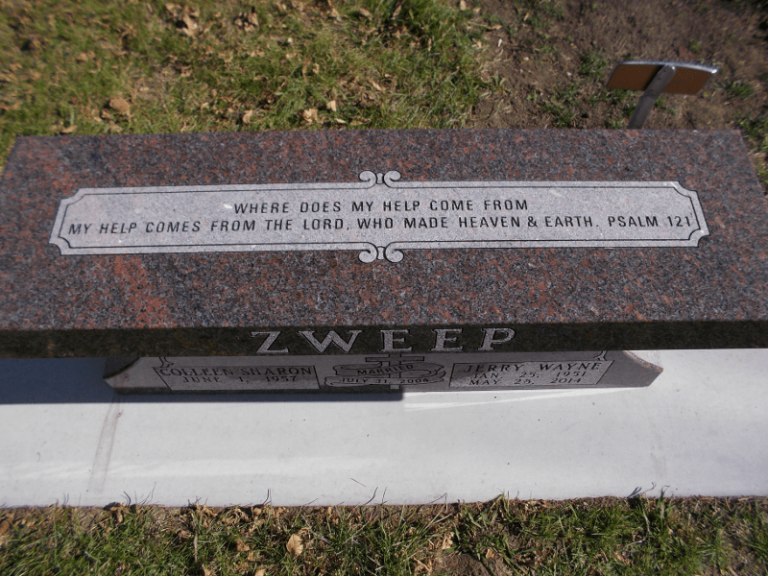 WHERE DOES MY HELP COME FROM
MY HELP COMES FROM THE LORD, WHO MADE HEAVEN & EARTH. PSALM 121
ZWEEP
COLLEEN SHARON
JUNE 1, 1957
MARRIED
JULY 31, 2004
JERRY WAYNE
JAN. 25, 1951
MAY 25, 2014